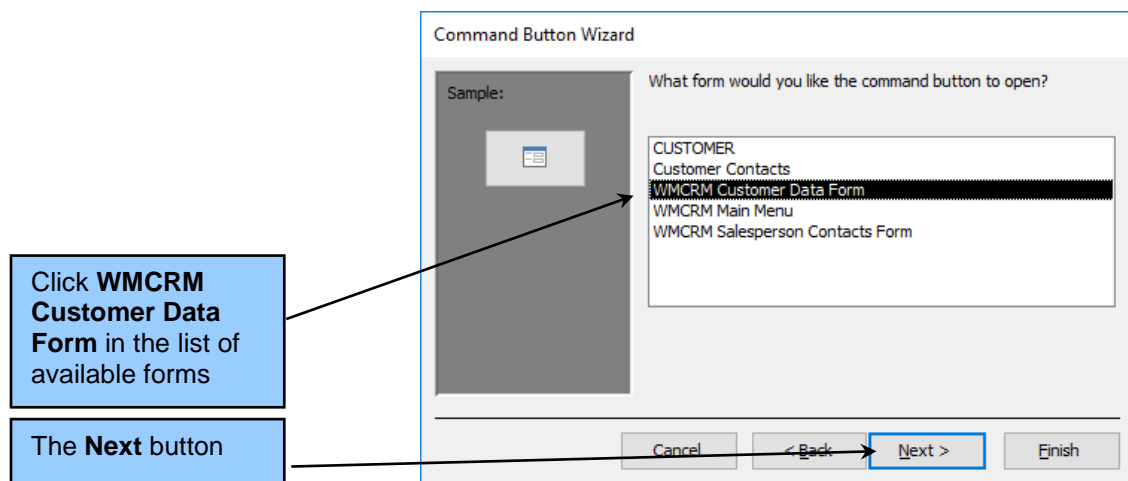 Command Button Wizard
Sample:
What form would you like the command button to open?
CUSTOMER
Customer Contacts
WMCRM Customer Data Form
WMCRM Main Menu
WMCRM Salesperson Contacts Form
Click WMCRM
Customer Data
Form in the list of
available forms
The Next button
Cancel
< Back
Next >
Finish